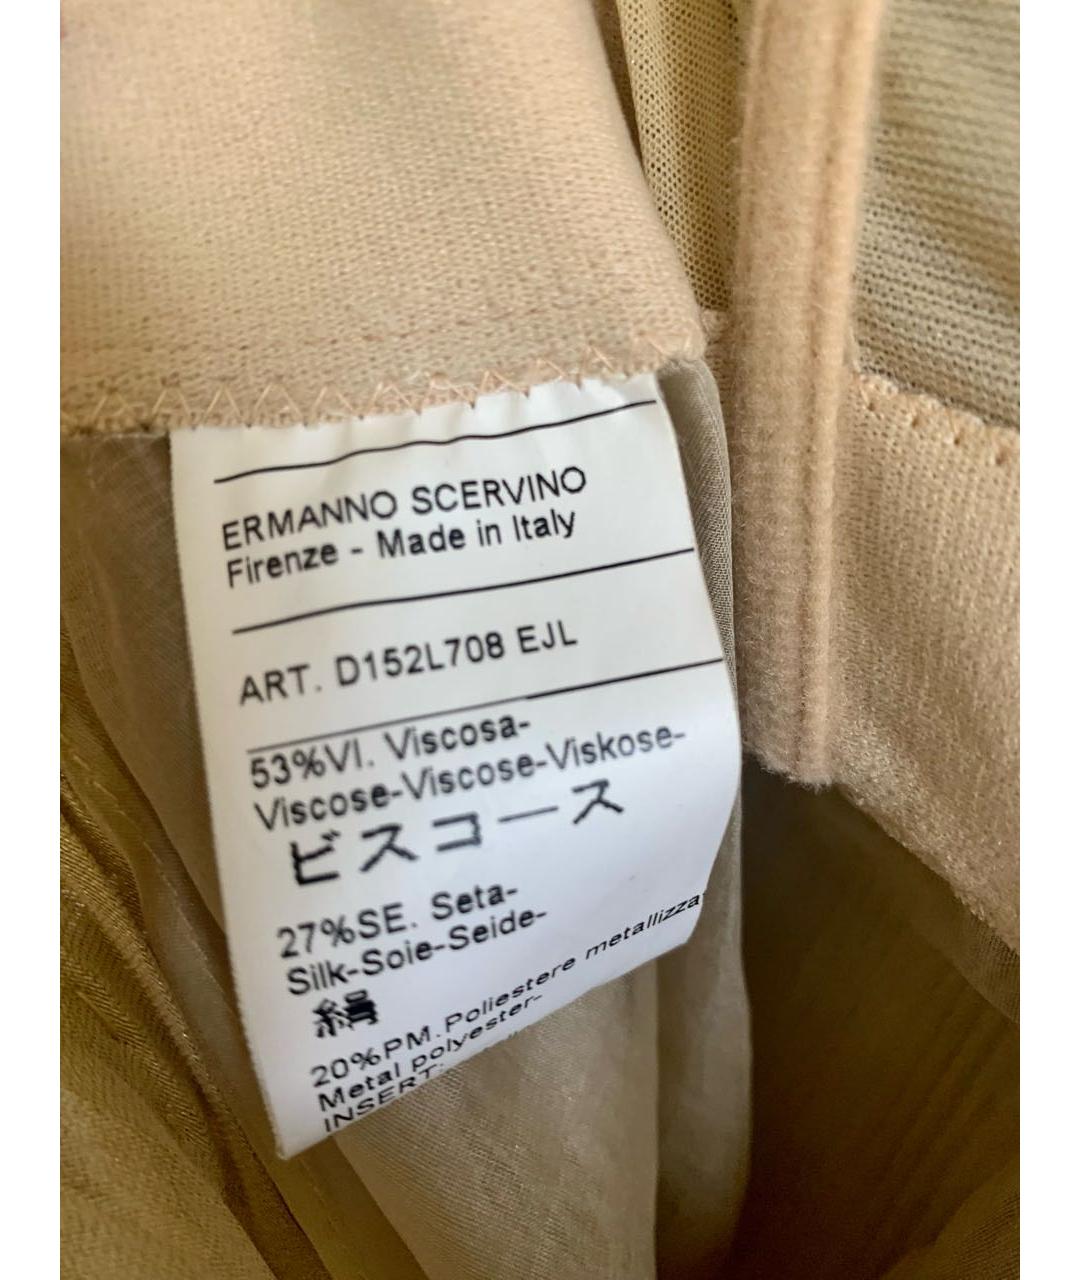 ERMANNO SCERVINO
Firenze - Made in Italy
ART. D152L708 EJL
53%VI. Viscosa-
Viscose-Viscose-Viskose-
ビスコース
27%SE. Seta-
Silk-Soie-Seide-
絹
20%PM.Poliestere metallizza
Metal polyester-
INSERT: